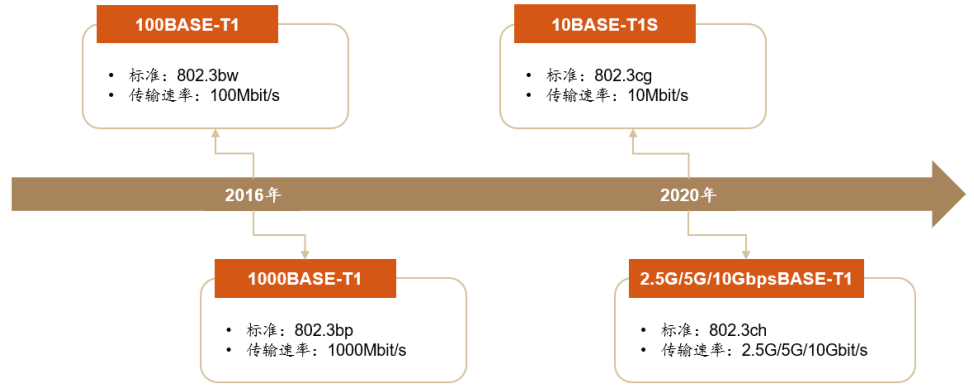 100BASE-T1
• 标准：802.3bw
• 传输速率：100Mbit/s
10BASE-T1S
• 标准：802.3cg
• 传输速率：10Mbit/s
2016年
2020年
1000BASE-T1
• 标准：802.3bp
• 传输速率：1000Mbit/s
2.5G/5G/10GbpsBASE-T1
• 标准：802.3ch
• 传输速率：2.5G/5G/10Gbit/s